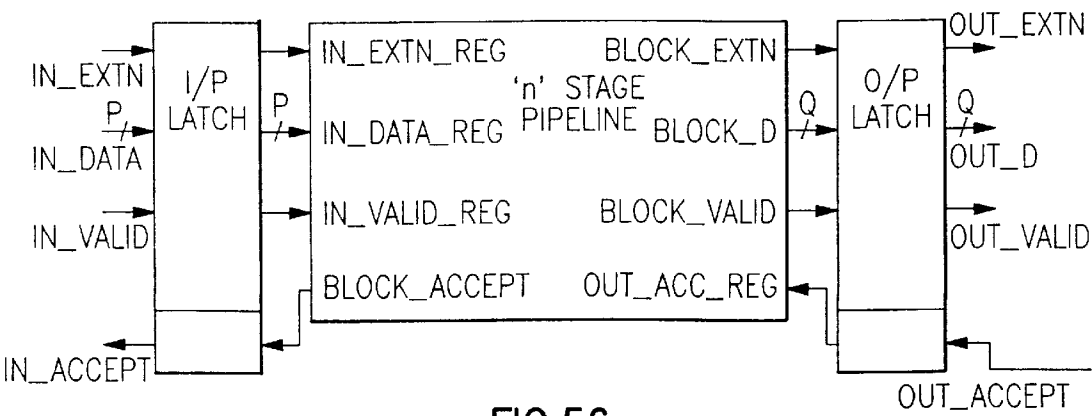 IN_EXTN
P
IN_DATA
IN_VALID
IN_ACCEPT
I/P
LATCH
P
IN_EXTN_REG
IN_DATA_REG
IN_VALID_REG
BLOCK_ACCEPT
'n' STAGE
PIPELINE
BLOCK_EXTN
BLOCK_D
BLOCK_VALID
OUT_ACC_REG
Q
O/P
LATCH
OUT_EXTN
Q
OUT_D
OUT_VALID
OUT_ACCEPT